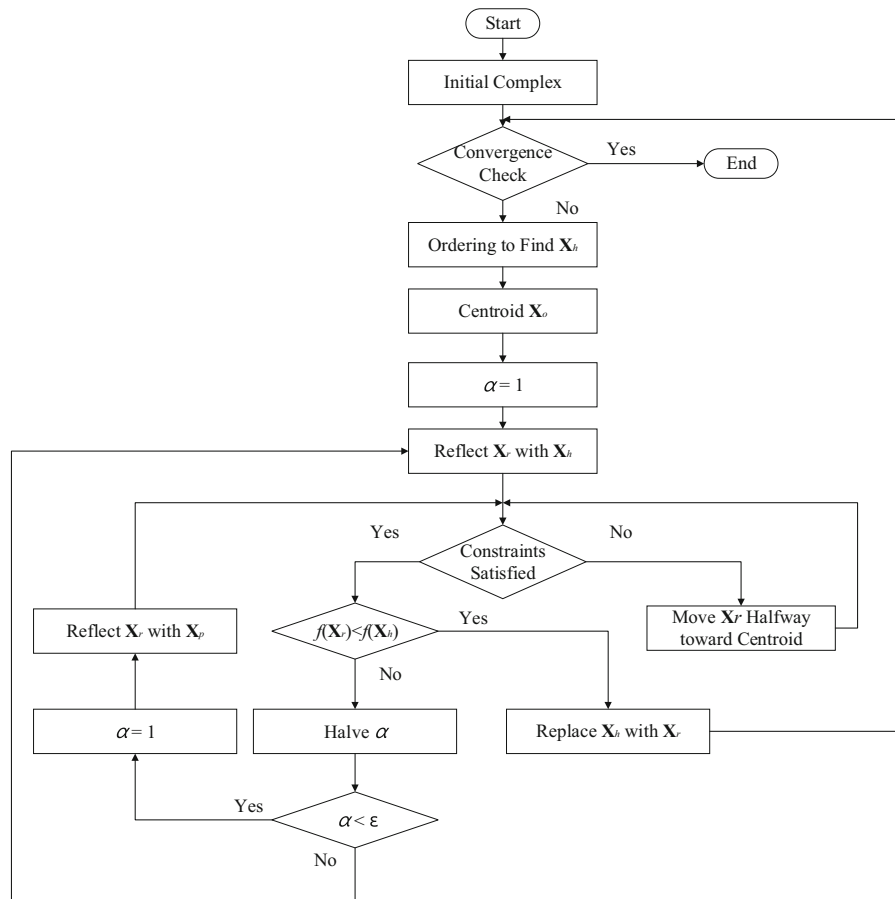 Start
Initial Complex
Convergence
Check
Yes
End
No
Ordering to Find Xₕ
Centroid Xₒ
α = 1
Reflect Xᵣ with Xₕ
Yes
No
Constraints
Satisfied
Reflect Xᵣ with Xₚ
f(Xᵣ)<f(Xₕ)
Yes
Move Xr Halfway
toward Centroid
No
α = 1
Halve α
Replace Xₕ with Xᵣ
Yes
α < ε
No